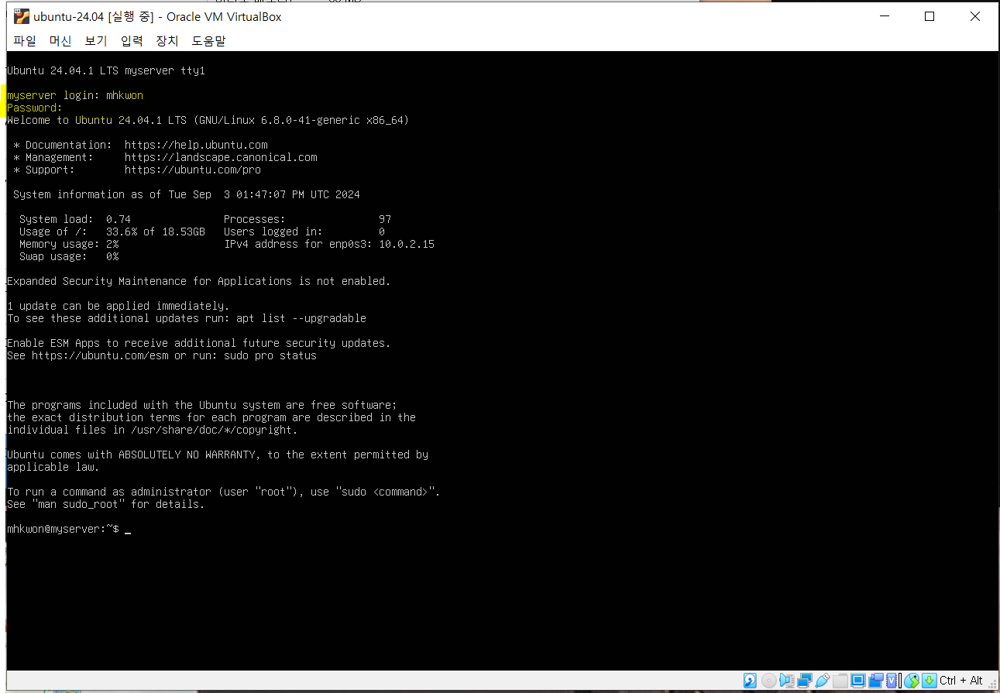 ubuntu-24.04 [실행 중] - Oracle VM VirtualBox
파일 머신 보기 입력 장치 도움말
Ubuntu 24.04.1 LTS myserver tty1
myserver login: mhkwon
Password:
Welcome to Ubuntu 24.04.1 LTS (GNU/Linux 6.8.0-41-generic x86_64)
* Documentation: https://help.ubuntu.com
* Management: https://landscape.canonical.com
* Support: https://ubuntu.com/pro
System information as of Tue Sep 3 01:47:07 PM UTC 2024
System load: 0.74 Processes: 97
Usage of /: 33.6% of 18.53GB Users logged in: 0
Memory usage: 2% IPv4 address for enp0s3: 10.0.2.15
Swap usage: 0%
Expanded Security Maintenance for Applications is not enabled.
1 update can be applied immediately.
To see these additional updates run: apt list --upgradable
Enable ESM Apps to receive additional future security updates.
See https://ubuntu.com/esm or run: sudo pro status
The programs included with the Ubuntu system are free software;
the exact distribution terms for each program are described in the
individual files in /usr/share/doc/*/copyright.
Ubuntu comes with ABSOLUTELY NO WARRANTY, to the extent permitted by
applicable law.
To run a command as administrator (user "root"), use "sudo <command>".
See "man sudo_root" for details.
mhkwon@myserver:~$ _
Ctrl + Alt